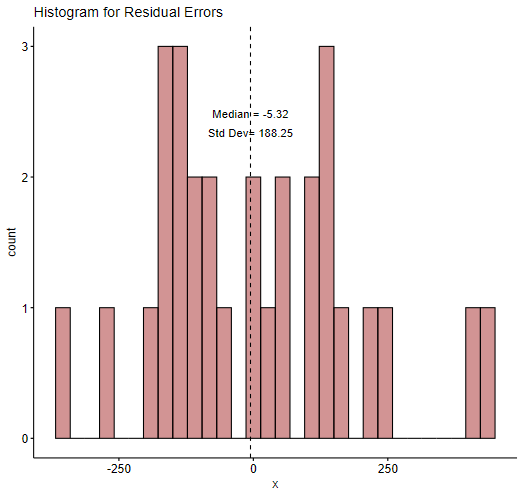 Histogram for Residual Errors
3
Median = -5.32
Std Dev= 188.25
2
count
1
0
-250
0
250
x